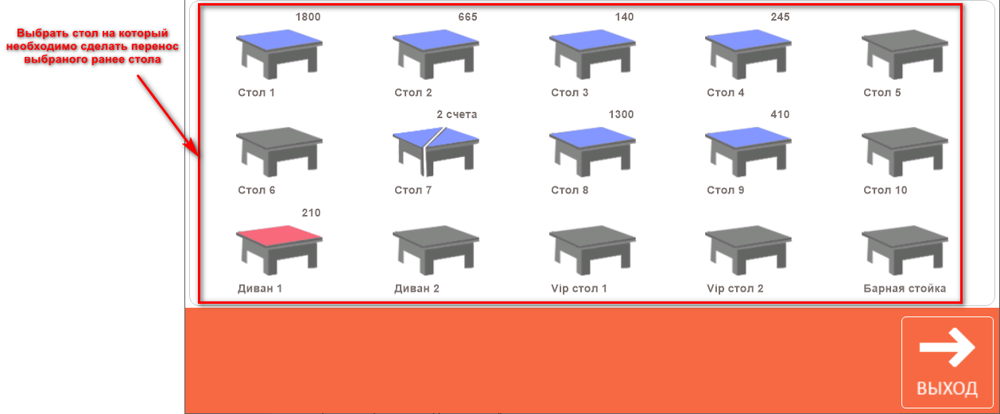 Выбрать стол на который
необходимо сделать перенос
выбраного ранее стола
1800 665 140 245
Стол 1 Стол 2 Стол 3 Стол 4 Стол 5
2 счета 1300 410
Стол 6 Стол 7 Стол 8 Стол 9 Стол 10
210
Диван 1 Диван 2 Vip стол 1 Vip стол 2 Барная стойка
ВЫХОД